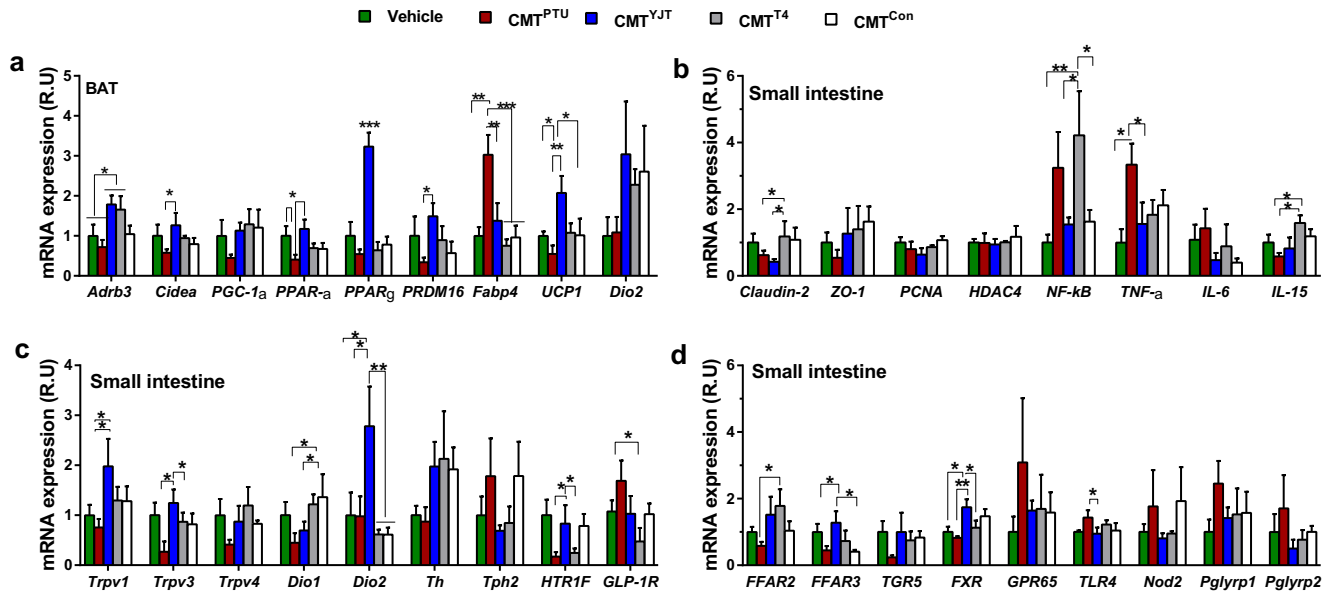 Vehicle CMTPTU CMTYJT CMTT4 CMTCon
a
mRNA expression (R.U)
BAT
5
4
3
2
1
0
* * * *** * ** *** ** * * **
Adrb3 Cidea PGC-1a PPAR-a PPARg PRDM16 Fabp4 UCP1 Dio2
b
mRNA expression (R.U)
Small intestine
6
4
2
0
* * ** * * * * * *
Claudin-2 ZO-1 PCNA HDAC4 NF-kB TNF-a IL-6 IL-15
c
mRNA expression (R.U)
Small intestine
4
3
2
1
0
* * * * * * * * ** * * *
Trpv1 Trpv3 Trpv4 Dio1 Dio2 Th Tph2 HTR1F GLP-1R
d
mRNA expression (R.U)
Small intestine
6
4
2
0
* * * * ** * *
FFAR2 FFAR3 TGR5 FXR GPR65 TLR4 Nod2 Pglyrp1 Pglyrp2